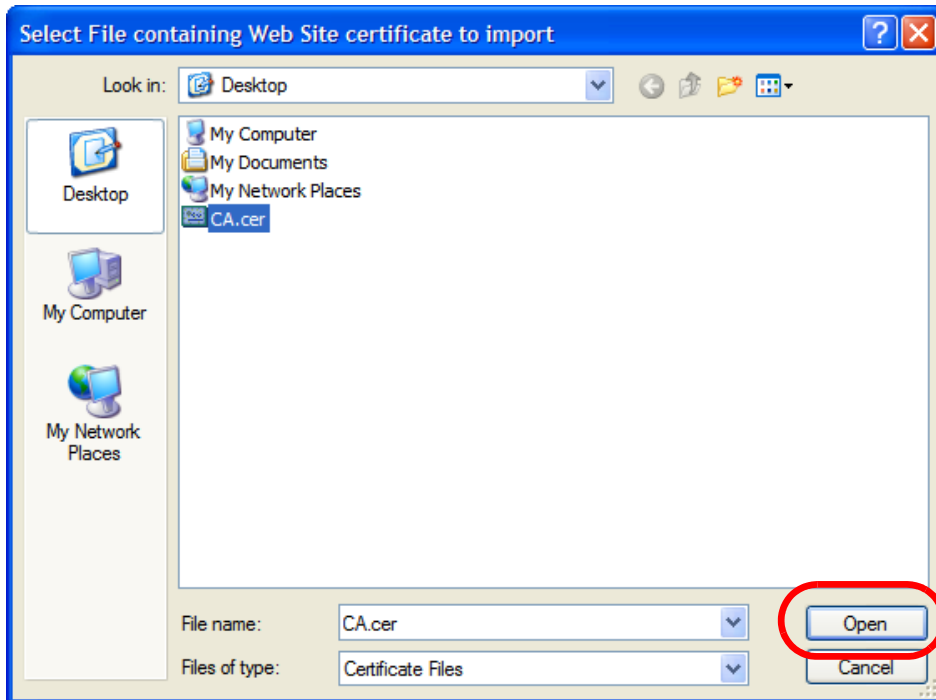 Select File containing Web Site certificate to import
Look in: Desktop
My Computer
My Documents
My Network Places
CA.cer
Desktop
My Computer
My Network
Places
File name: CA.cer Open
Files of type: Certificate Files Cancel